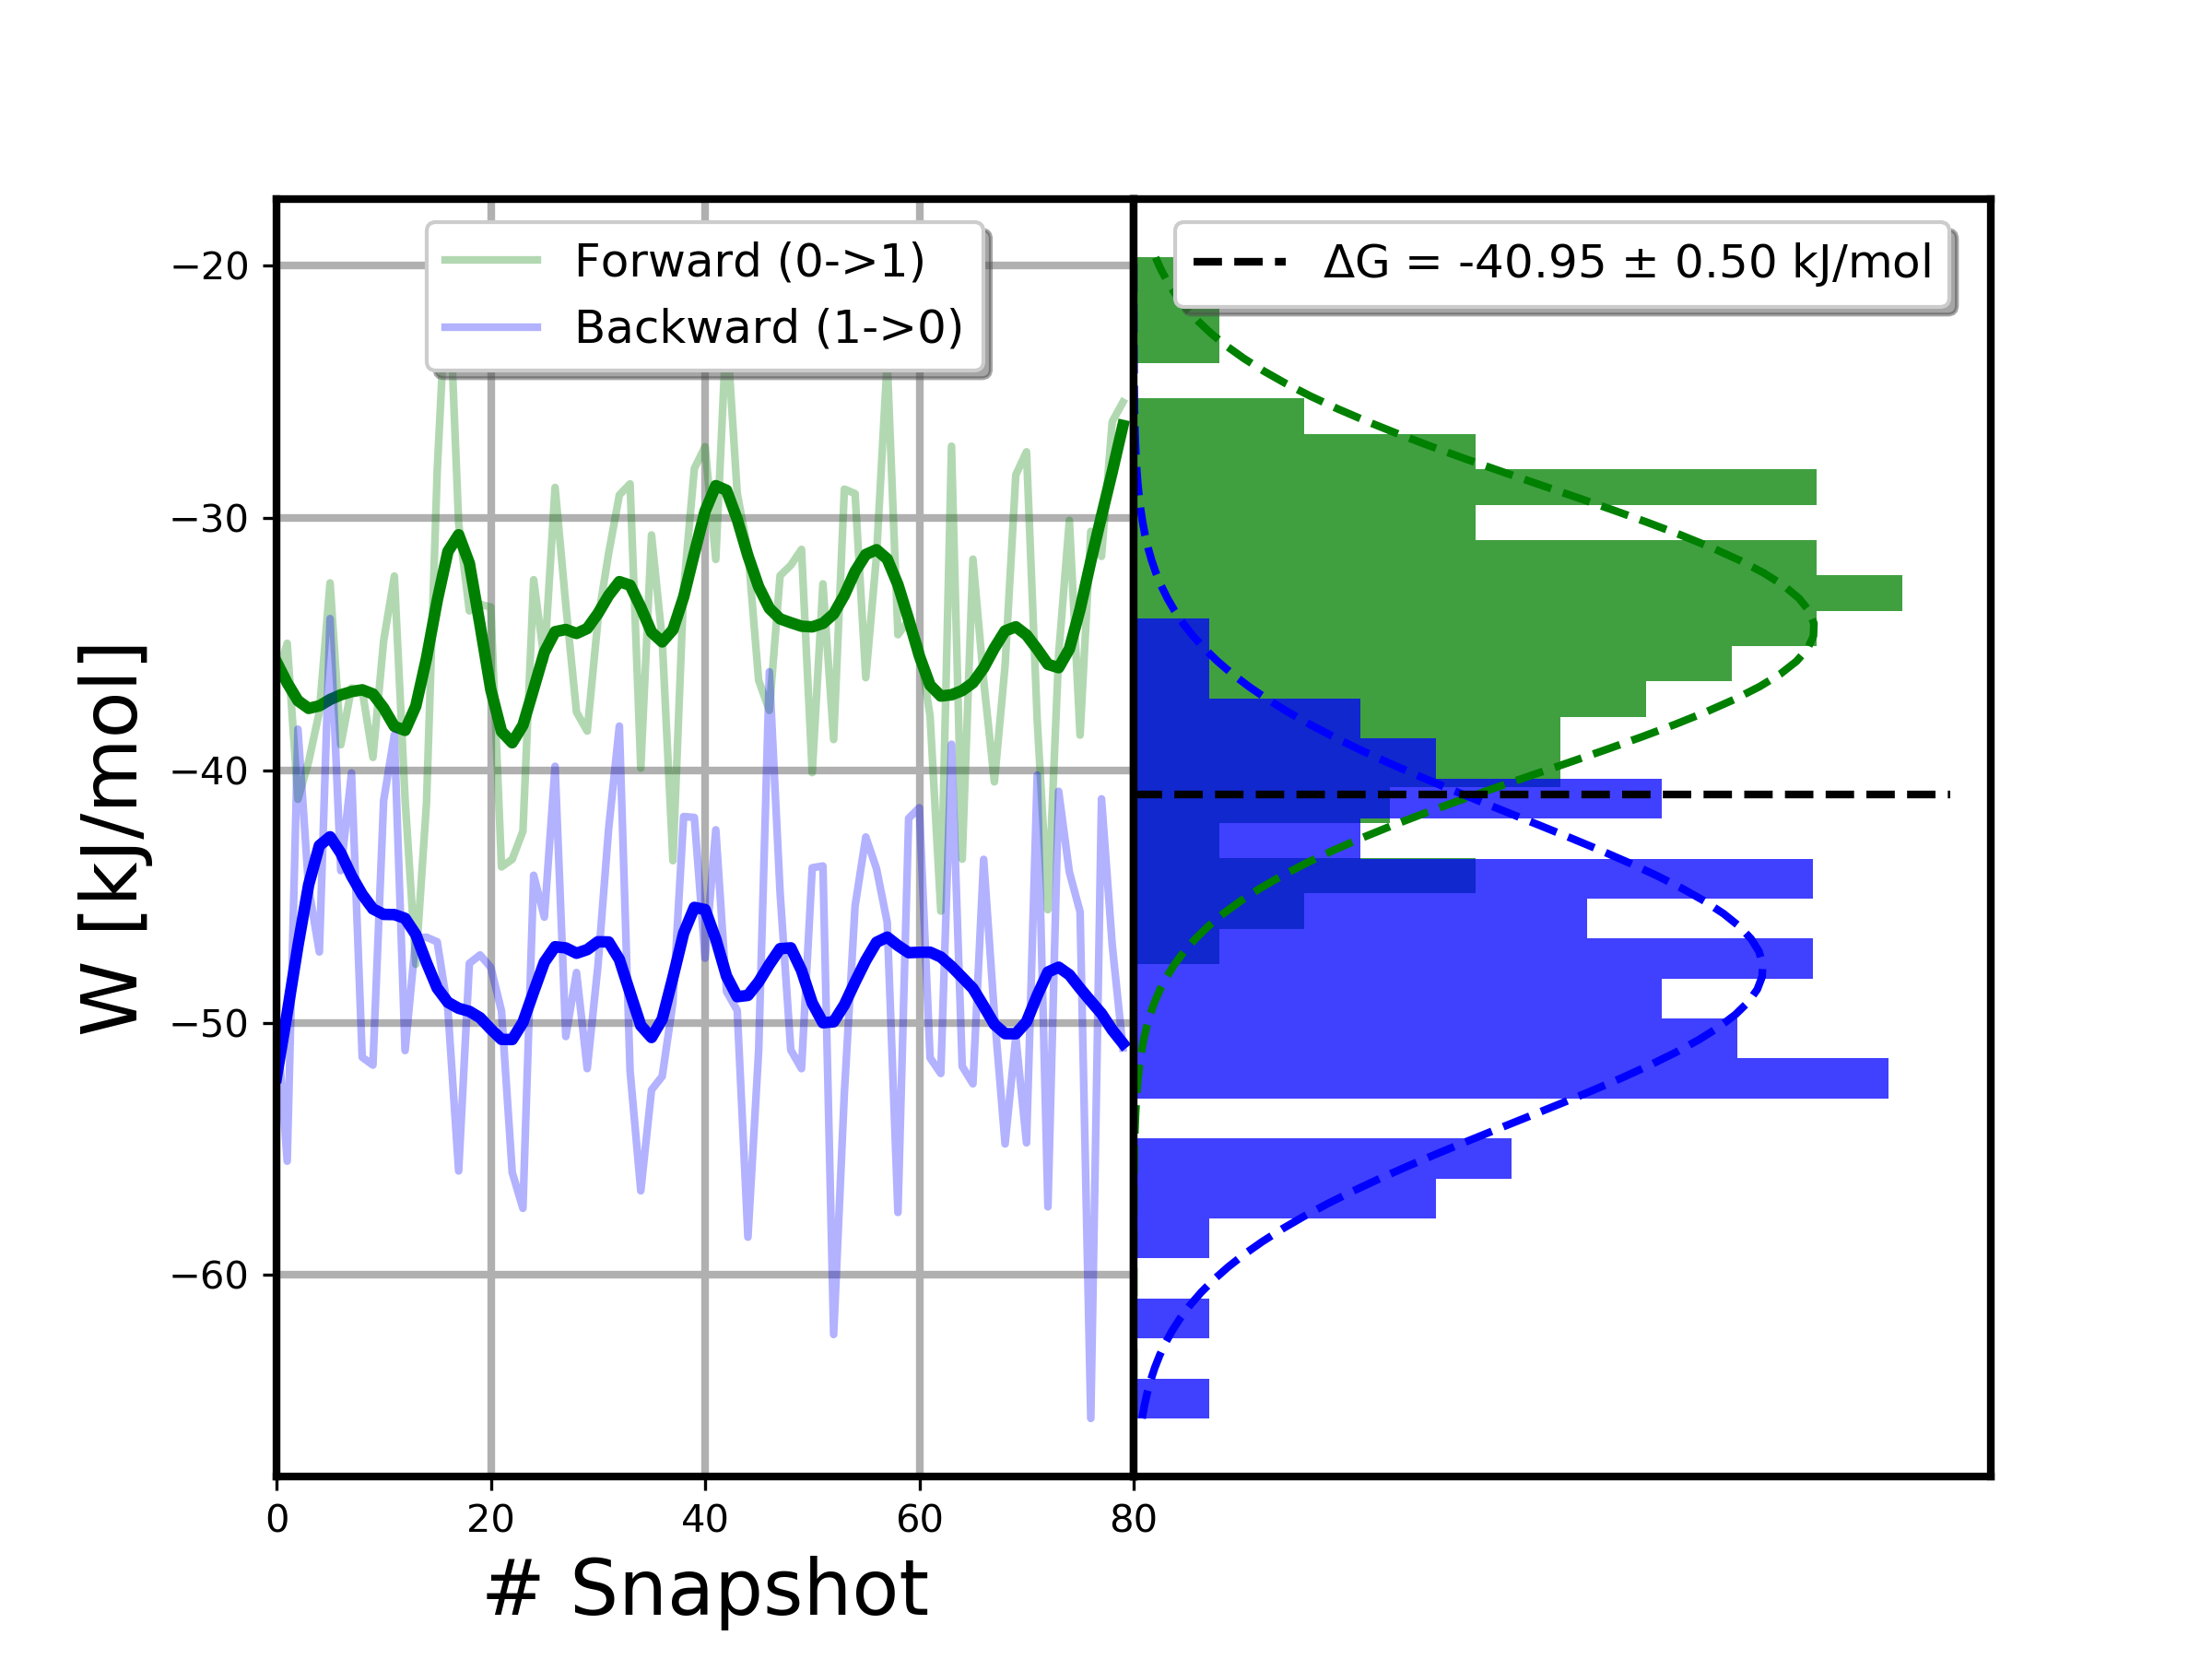 Forward (0->1)
Backward (1->0)
ΔG = -40.95 ± 0.50 kJ/mol
−20
−30
−40
−50
−60
W [kJ/mol]
0 20 40 60 80
# Snapshot